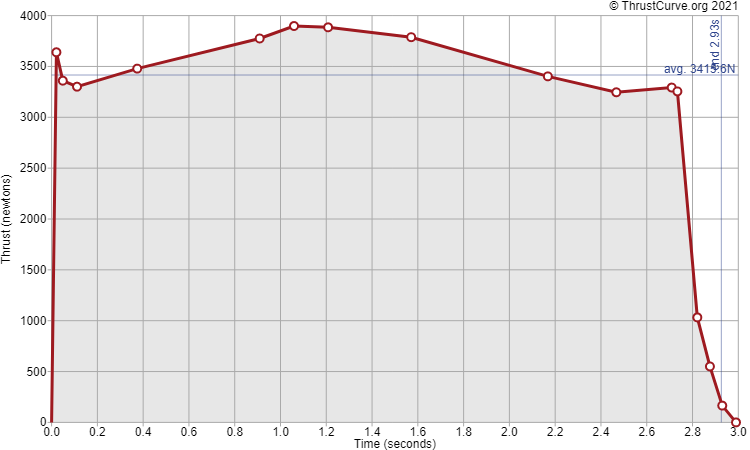 © ThrustCurve.org 2021
4000
3500
3000
2500
2000
1500
1000
500
0
Thrust (newtons)
avg. 3415.6N
2.93s
0.0 0.2 0.4 0.6 0.8 1.0 1.2 1.4 1.6 1.8 2.0 2.2 2.4 2.6 2.8 3.0
Time (seconds)